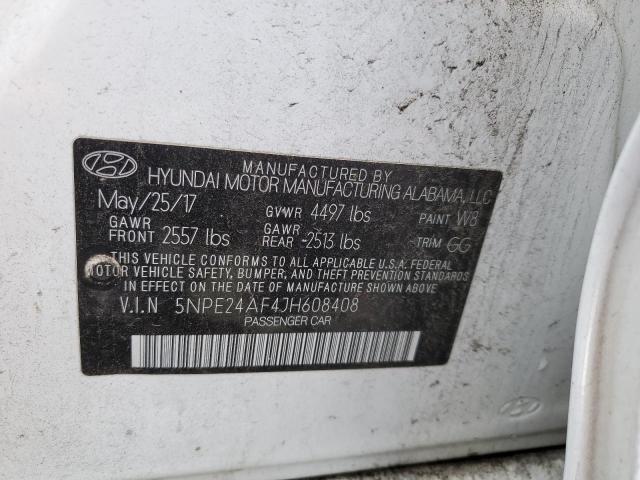 MANUFACTURED BY
HYUNDAI MOTOR MANUFACTURING ALABAMA, LLC
May/25/17 GVWR 4497 lbs PAINT W8
GAWR FRONT 2557 lbs GAWR REAR 2513 lbs TRIM GG
THIS VEHICLE CONFORMS TO ALL APPLICABLE U.S.A. FEDERAL
MOTOR VEHICLE SAFETY, BUMPER, AND THEFT PREVENTION STANDARDS
IN EFFECT ON THE DATE OF MANUFACTURE SHOWN ABOVE
V.I.N 5NPE24AF4JH608408
PASSENGER CAR